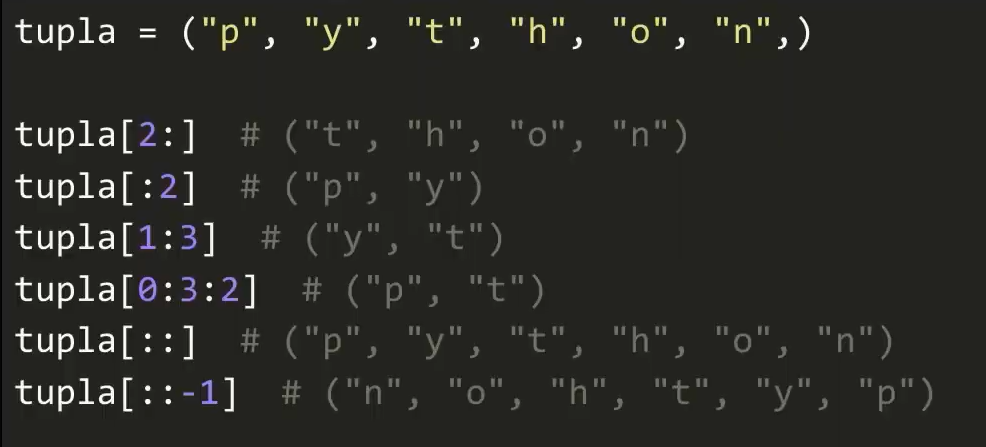 tupla = ("p", "y", "t", "h", "o", "n",)
tupla[2:]  # ("t", "h", "o", "n")
tupla[:2]  # ("p", "y")
tupla[1:3]  # ("y", "t")
tupla[0:3:2]  # ("p", "t")
tupla[::]  # ("p", "y", "t", "h", "o", "n")
tupla[::-1]  # ("n", "o", "h", "t", "y", "p")